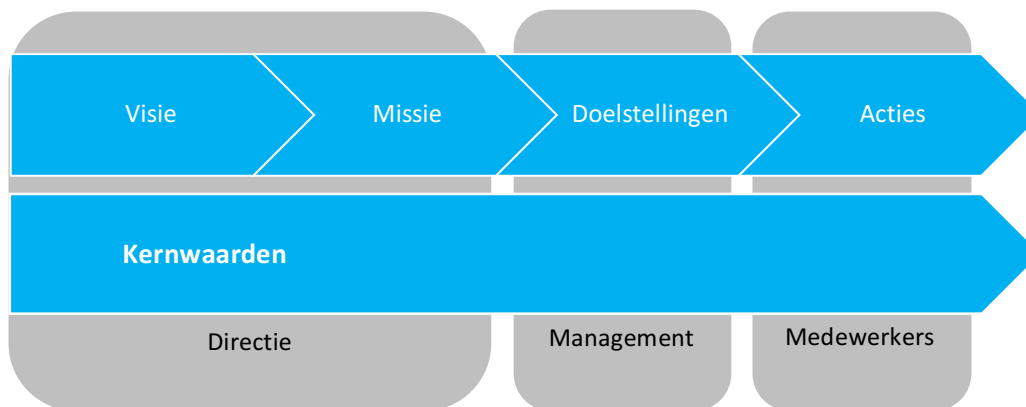 Visie
Missie
Doelstellingen
Acties
Kernwaarden
Directie
Management
Medewerkers